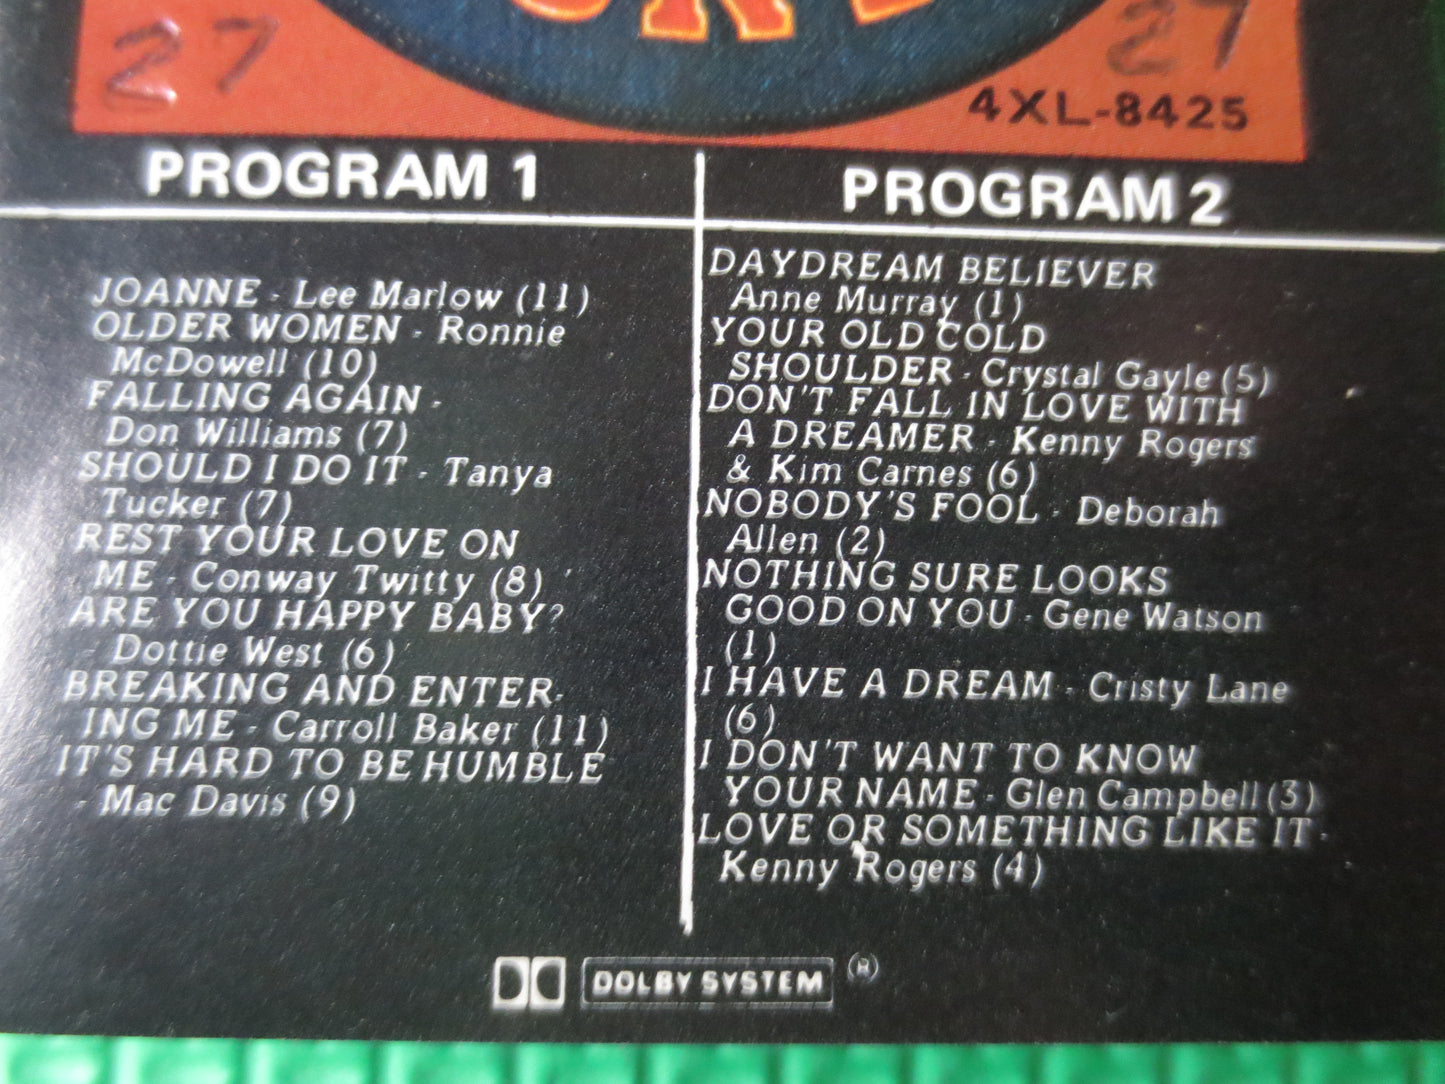 27
27
4XL-8425
PROGRAM 1
JOANNE - Lee Marlow (11)
OLDER WOMEN - Ronnie
McDowell (10)
FALLING AGAIN -
Don Williams (7)
SHOULD I DO IT - Tanya
Tucker (7)
REST YOUR LOVE ON
ME - Conway Twitty (8)
ARE YOU HAPPY BABY?
- Dottie West (6)
BREAKING AND ENTER-
ING ME - Carroll Baker (11)
IT'S HARD TO BE HUMBLE
- Mac Davis (9)
PROGRAM 2
DAYDREAM BELIEVER
Anne Murray (1)
YOUR OLD COLD
SHOULDER - Crystal Gayle (5)
DON'T FALL IN LOVE WITH
A DREAMER - Kenny Rogers
& Kim Carnes (6)
NOBODY'S FOOL - Deborah
Allen (2)
NOTHING SURE LOOKS
GOOD ON YOU - Gene Watson
(1)
I HAVE A DREAM - Cristy Lane
(6)
I DON'T WANT TO KNOW
YOUR NAME - Glen Campbell (3)
LOVE OR SOMETHING LIKE IT -
Kenny Rogers (4)
DOLBY SYSTEM ®